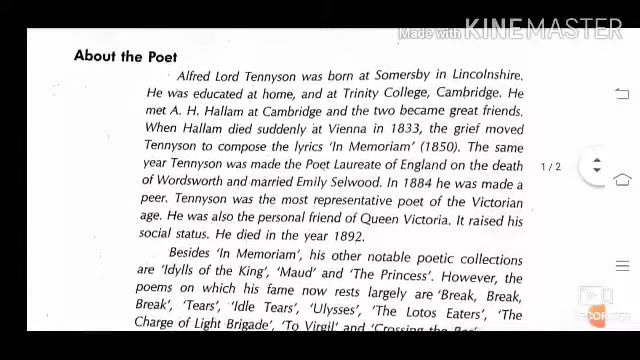 Made with KINEMASTER
About the Poet
Alfred Lord Tennyson was born at Somersby in Lincolnshire.
He was educated at home, and at Trinity College, Cambridge. He
met A. H. Hallam at Cambridge and the two became great friends.
When Hallam died suddenly at Vienna in 1833, the grief moved
Tennyson to compose the lyrics 'In Memoriam' (1850). The same
year Tennyson was made the Poet Laureate of England on the death
1/2
of Wordsworth and married Emily Selwood. In 1884 he was made a
peer. Tennyson was the most representative poet of the Victorian
age. He was also the personal friend of Queen Victoria. It raised his
social status. He died in the year 1892.
Besides 'In Memoriam', his other notable poetic collections
are 'Idylls of the King', 'Maud' and 'The Princess'. However, the
poems on which his fame now rests largely are 'Break, Break,
Break', 'Tears', 'Idle Tears', 'Ulysses', 'The Lotos Eaters', 'The
Charge of Light Brigade', 'To Virgil' and 'Crossing the